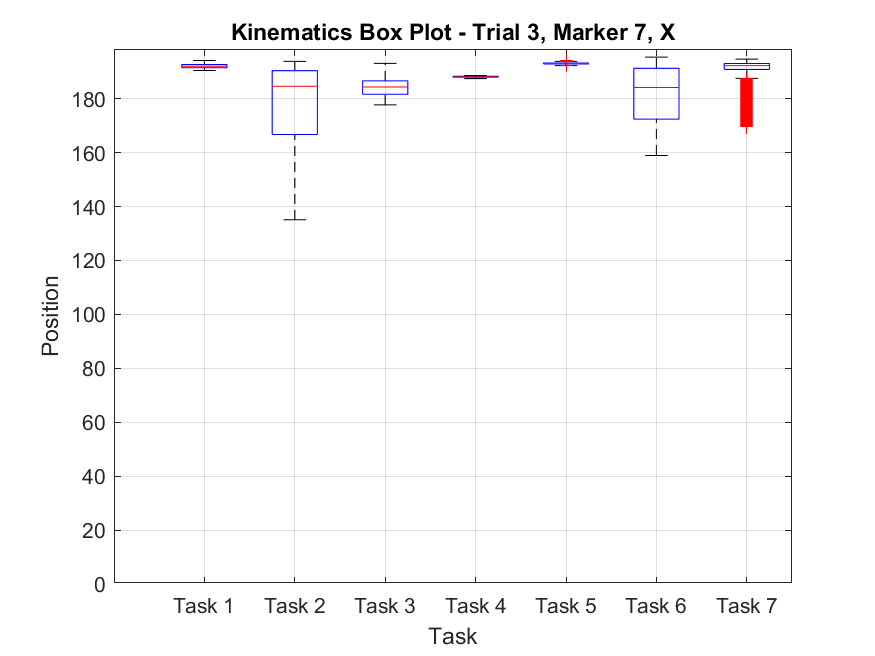 Kinematics Box Plot - Trial 3, Marker 7, X
180
160
140
120
100
80
60
40
20
0
Position
Task 1 Task 2 Task 3 Task 4 Task 5 Task 6 Task 7
Task